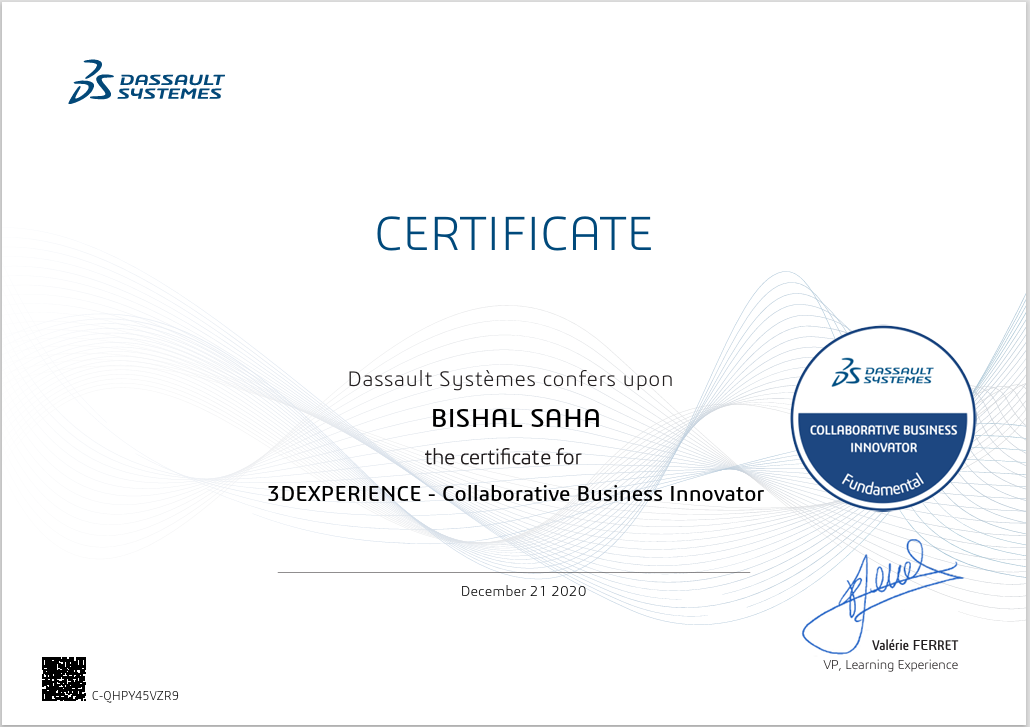 DASSAULT
SYSTEMES
CERTIFICATE
Dassault Systèmes confers upon
BISHAL SAHA
the certificate for
3DEXPERIENCE - Collaborative Business Innovator
December 21 2020
DASSAULT
SYSTEMES
COLLABORATIVE BUSINESS
INNOVATOR
Fundamental
Valérie FERRET
VP, Learning Experience
C-QHPY45VZR9